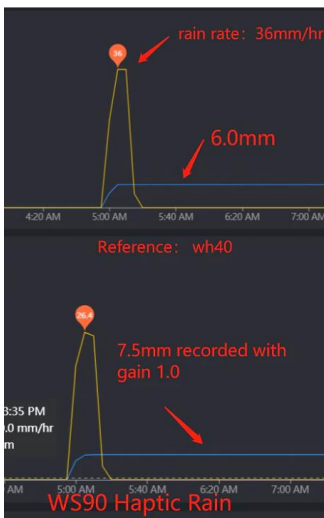 rain rate: 36mm/hr
36
6.0mm
4:20 AM 5:00 AM 5:40 AM 6:20 AM 7:00 AM
Reference: wh40
26.4
7.5mm recorded with
gain 1.0
3:35 PM
.0 mm/hr
m
AM 5:00 AM 5:40 AM 6:20 AM 7:00 AM
WS90 Haptic Rain